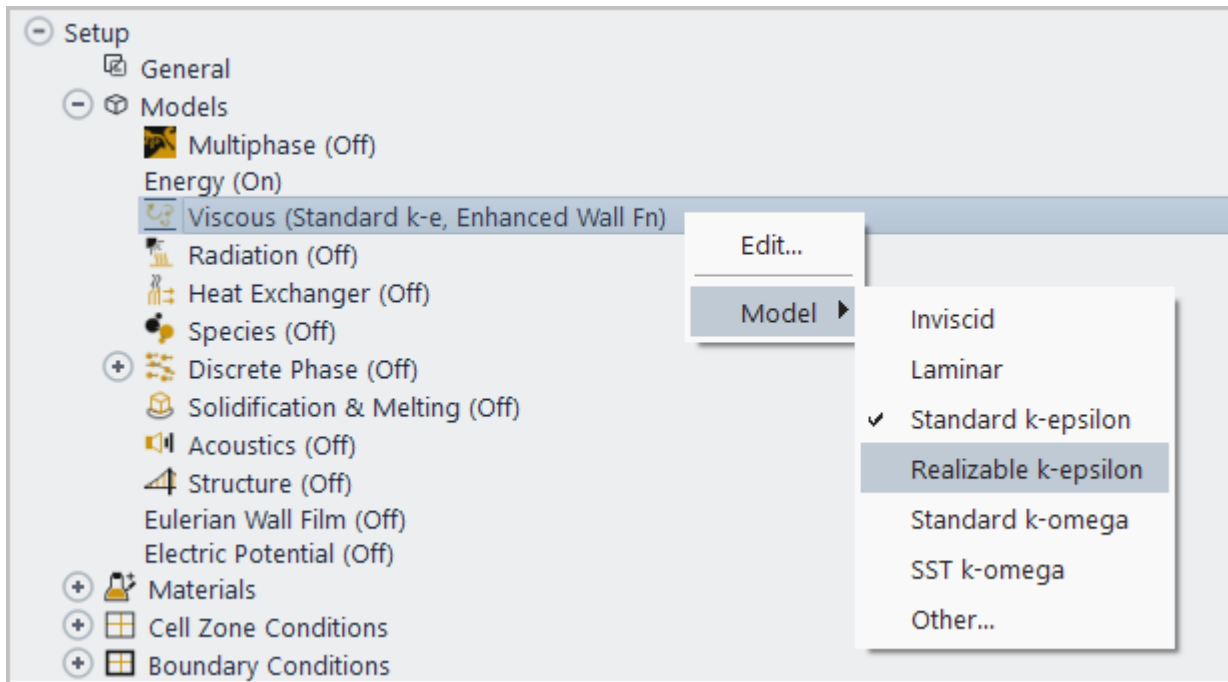 Setup
General
Models
Multiphase (Off)
Energy (On)
Viscous (Standard k-e, Enhanced Wall Fn)
Radiation (Off)
Heat Exchanger (Off)
Species (Off)
Discrete Phase (Off)
Solidification & Melting (Off)
Acoustics (Off)
Structure (Off)
Eulerian Wall Film (Off)
Electric Potential (Off)
Materials
Cell Zone Conditions
Boundary Conditions
Edit...
Model
Inviscid
Laminar
Standard k-epsilon
Realizable k-epsilon
Standard k-omega
SST k-omega
Other...